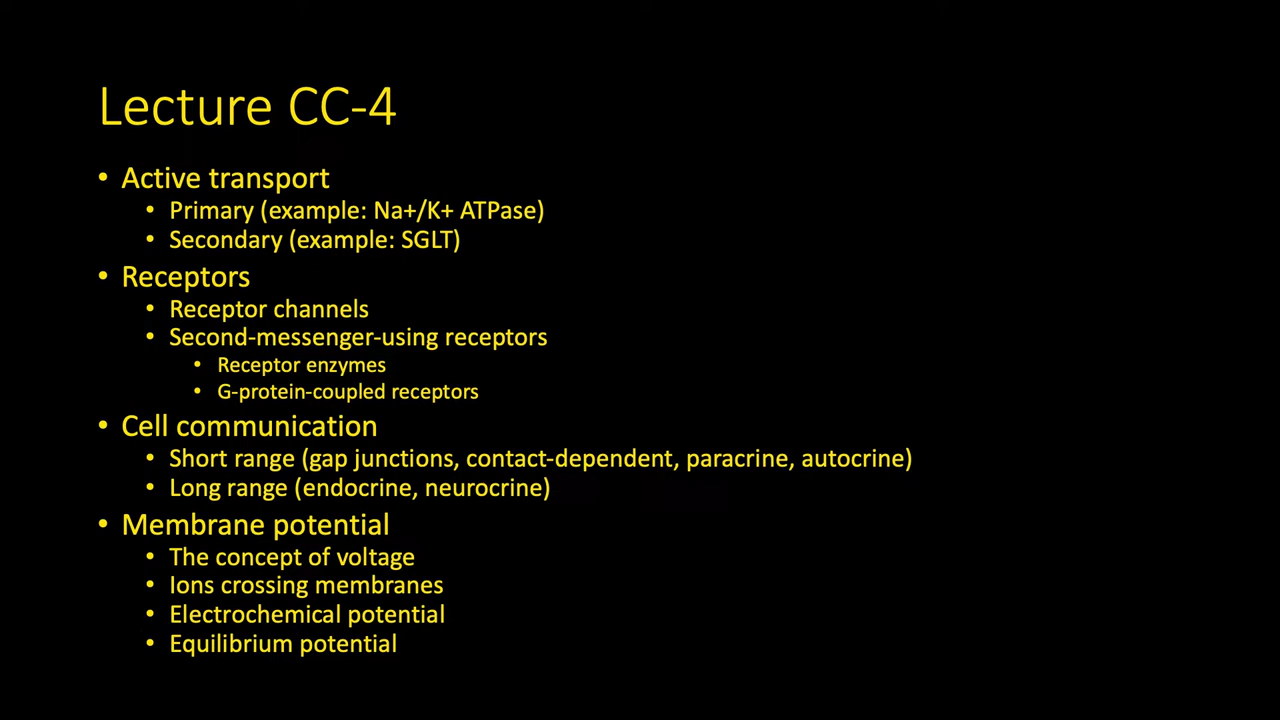 Lecture CC-4
• Active transport
• Primary (example: Na+/K+ ATPase)
• Secondary (example: SGLT)
• Receptors
• Receptor channels
• Second-messenger-using receptors
• Receptor enzymes
• G-protein-coupled receptors
• Cell communication
• Short range (gap junctions, contact-dependent, paracrine, autocrine)
• Long range (endocrine, neurocrine)
• Membrane potential
• The concept of voltage
• Ions crossing membranes
• Electrochemical potential
• Equilibrium potential